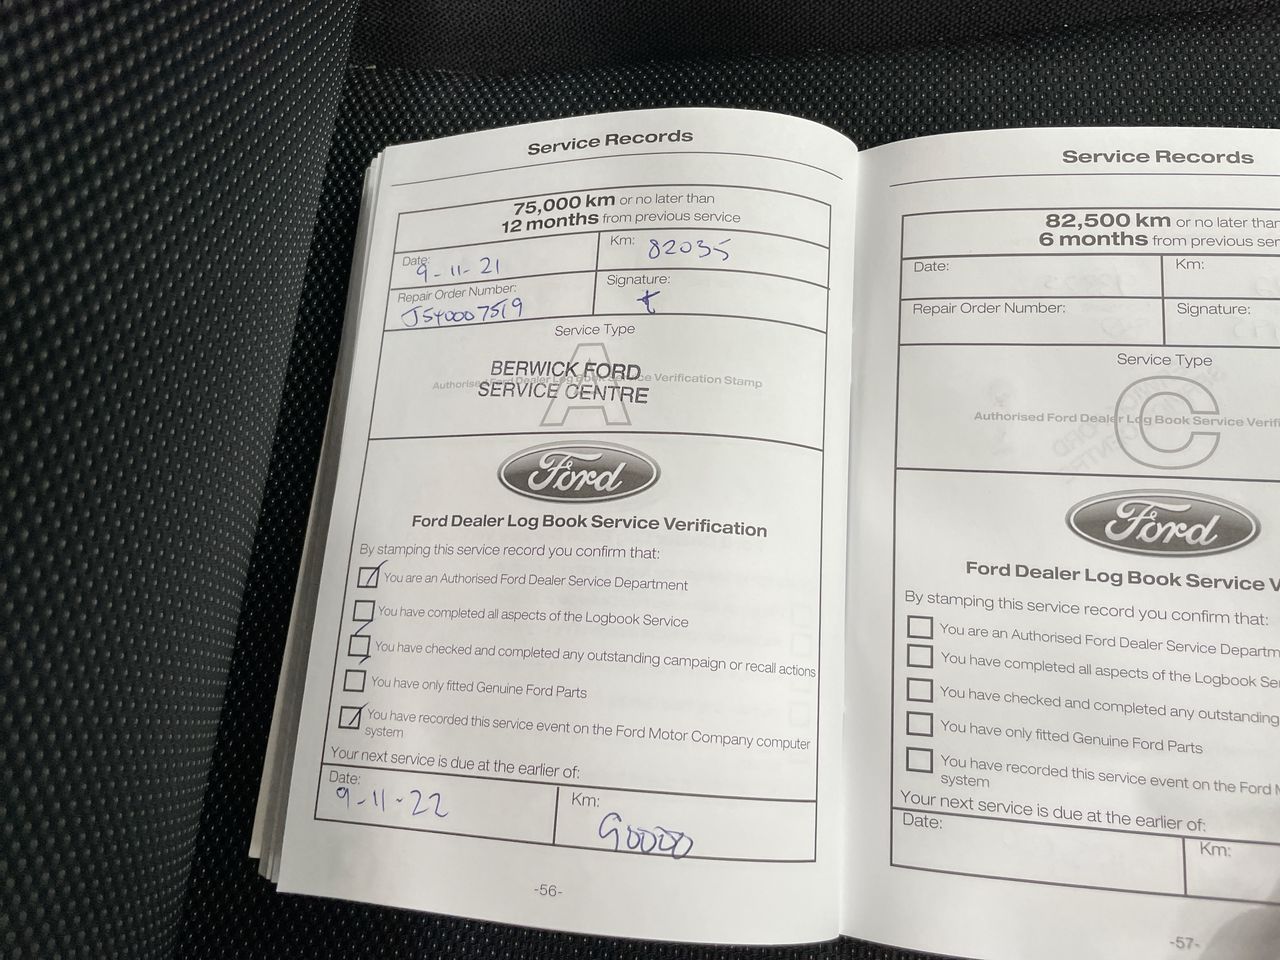 Service Records
75,000 km or no later than
12 months from previous service
Date:
9-11-21
Km: 82035
Repair Order Number:
J540007519
Signature:
Service Type
A
Authorised Ford Dealer Log Book Service Verification Stamp
BERWICK FORD
SERVICE CENTRE
Ford
Ford Dealer Log Book Service Verification
By stamping this service record you confirm that:
You are an Authorised Ford Dealer Service Department
You have completed all aspects of the Logbook Service
You have checked and completed any outstanding campaign or recall actions
You have only fitted Genuine Ford Parts
You have recorded this service event on the Ford Motor Company computer
system
Your next service is due at the earlier of:
Date:
9-11-22
Km:
90000
-56-
Service Records
82,500 km or no later than
6 months from previous ser
Date:
Km:
Repair Order Number:
Signature:
Service Type
C
Authorised Ford Dealer Log Book Service Verifi
Ford
Ford Dealer Log Book Service V
By stamping this service record you confirm that:
You are an Authorised Ford Dealer Service Departm
You have completed all aspects of the Logbook Se
You have checked and completed any outstanding
You have only fitted Genuine Ford Parts
You have recorded this service event on the Ford
system
Your next service is due at the earlier of:
Date:
Km:
-57-